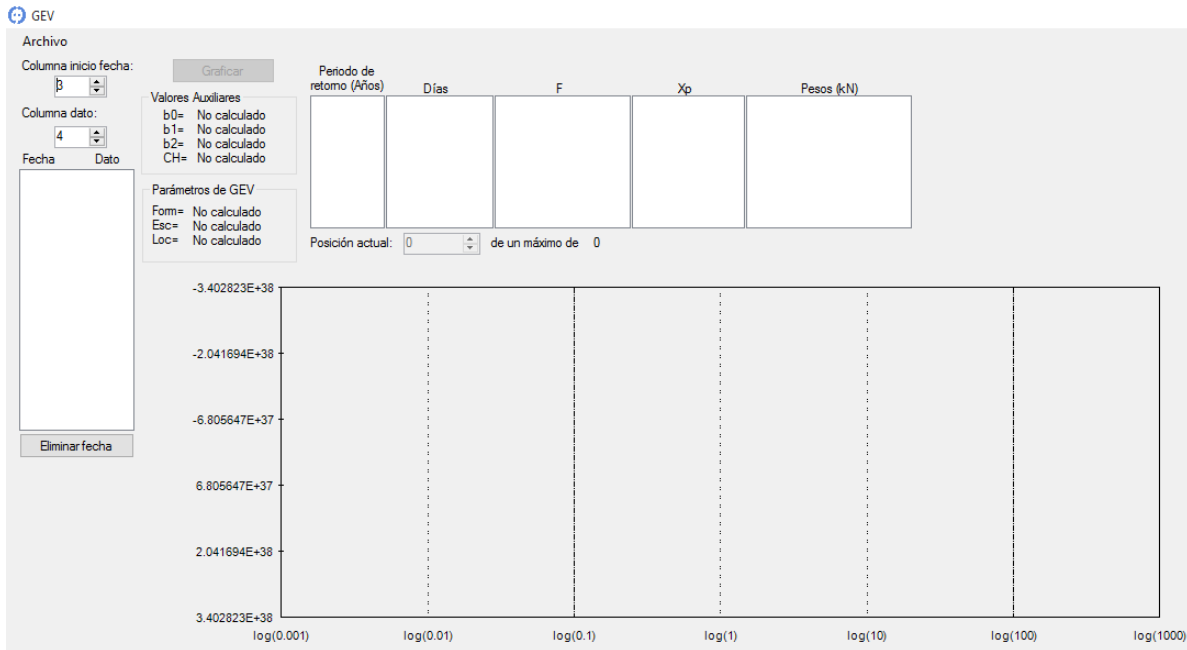 GEV
Archivo
Columna inicio fecha:
3
Columna dato:
4
Fecha Dato
Eliminar fecha
Graficar
Valores Auxiliares
b0= No calculado
b1= No calculado
b2= No calculado
CH= No calculado
Parámetros de GEV
Form= No calculado
Esc= No calculado
Loc= No calculado
Periodo de
retorno (Años) Días F Xp Pesos (kN)
Posición actual: 0 de un máximo de 0
-3.402823E+38
-2.041694E+38
-6.805647E+37
6.805647E+37
2.041694E+38
3.402823E+38
log(0.001) log(0.01) log(0.1) log(1) log(10) log(100) log(1000)